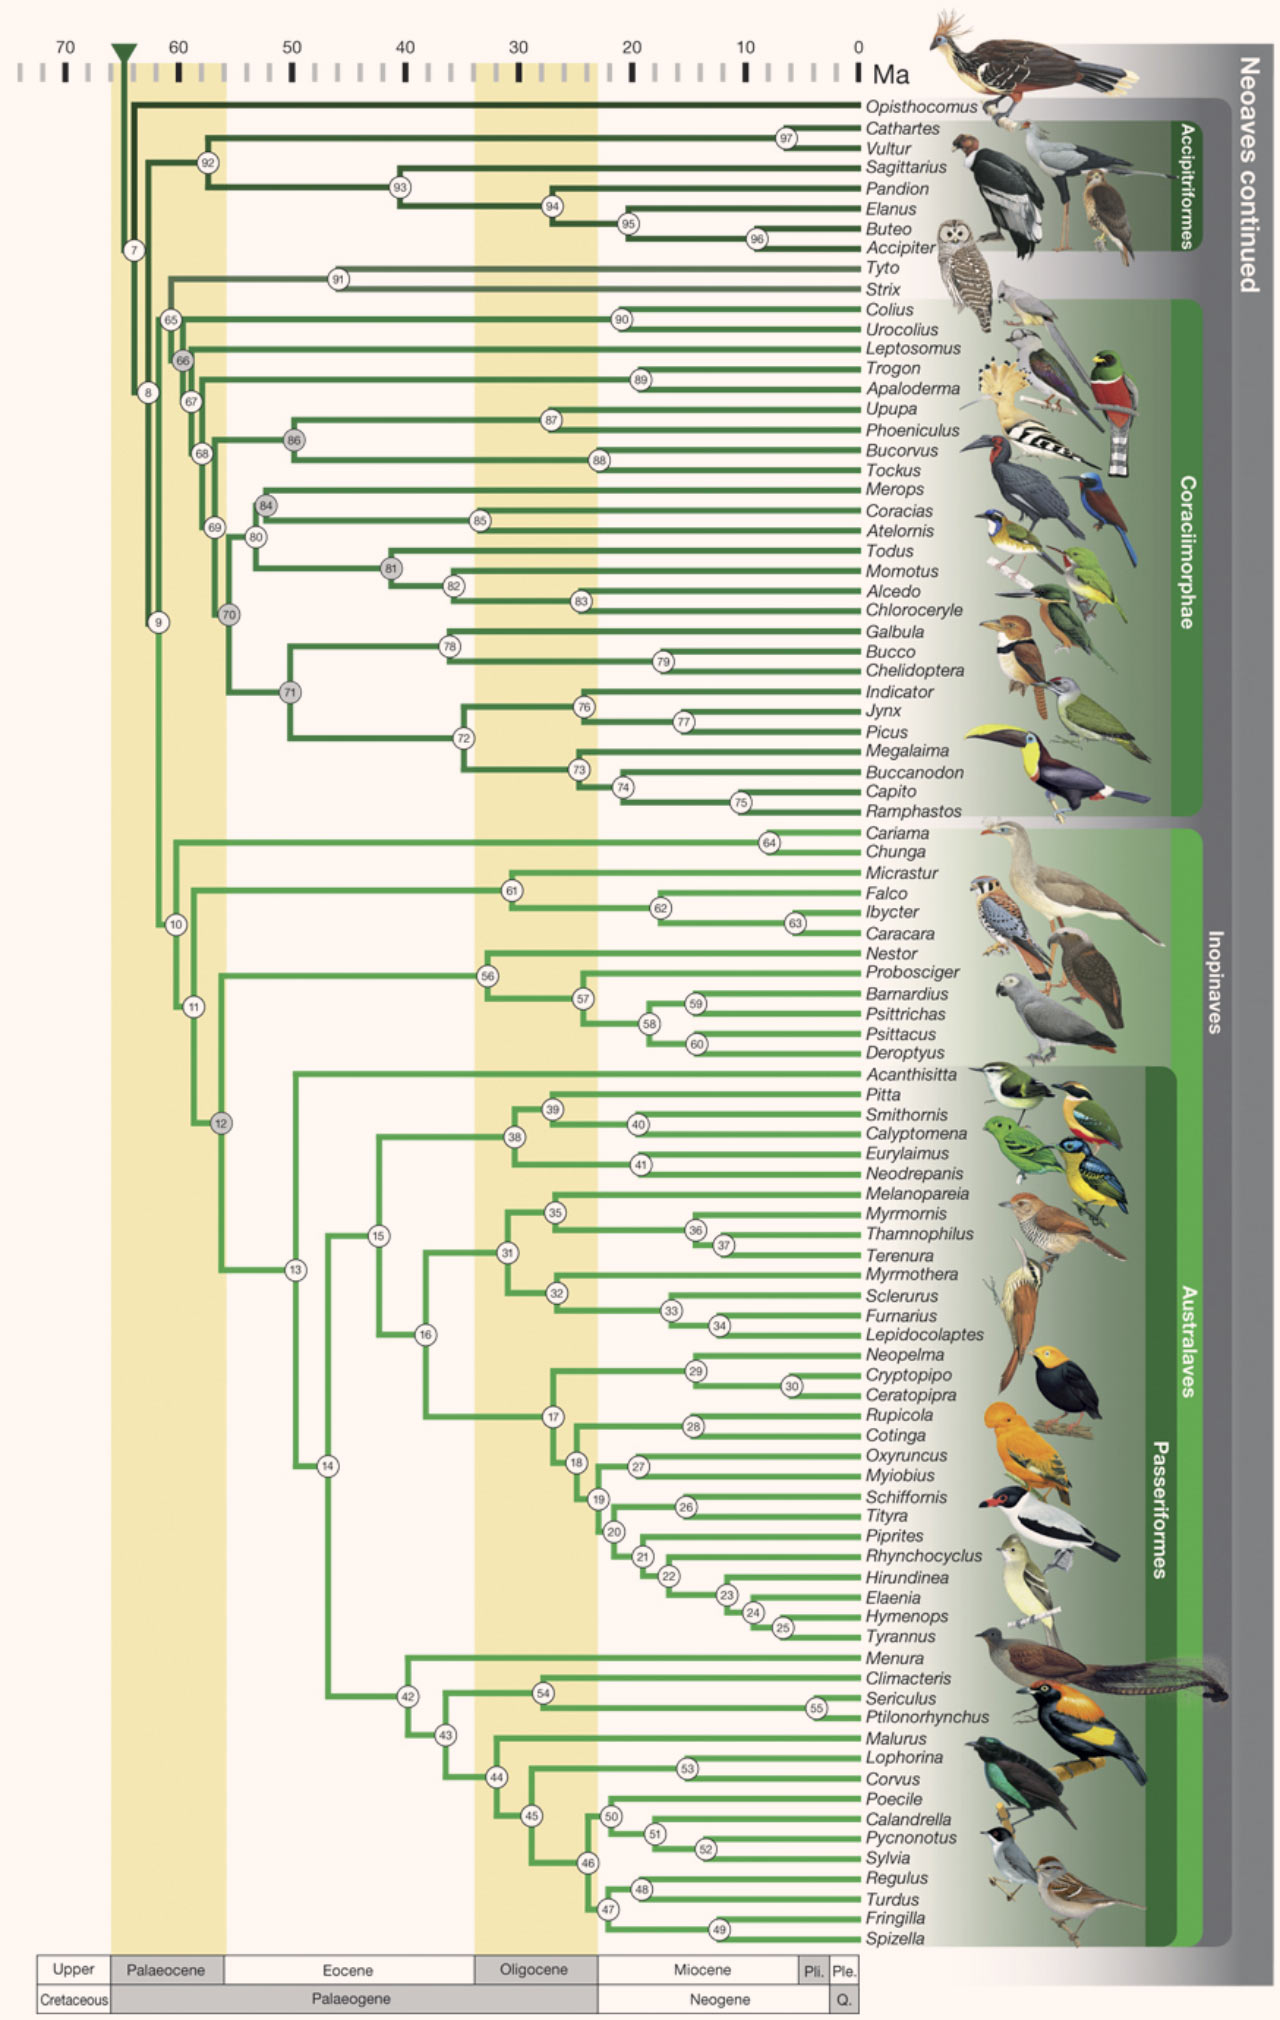 70 60 50 40 30 20 10 0 Ma
Neoaves continued
Opisthocomus
Cathartes
97
Vultur
Accipitriformes
92
Sagittarius
93
Pandion
94
Elanus
95
Buteo
96
Accipiter
7
Tyto
91
Strix
Colius
65
90
Urocolius
Leptosomus
66
Trogon
89
Apaloderma
8
67
Upupa
87
Phoeniculus
86
Bucorvus
68
88
Tockus
Coraciimorphae
Merops
84
Coracias
85
69
Atelornis
80
Todus
81
Momotus
82
Alcedo
83
Chloroceryle
70
9
Galbula
78
Bucco
79
Chelidoptera
71
Indicator
76
Jynx
77
Picus
72
Megalaima
73
Buccanodon
74
Capito
75
Ramphastos
Cariama
64
Chunga
Micrastur
61
Falco
62
Ibycter
63
10
Caracara
Inopinaves
Nestor
56
Probosciger
57
Barnardius
59
11
Psittrichas
58
Psittacus
60
Deroptyus
Acanthisitta
Pitta
39
Smithornis
12
40
Calyptomena
38
Eurylaimus
41
Neodrepanis
Melanopareia
35
Myrmornis
36
Thamnophilus
15
37
Terenura
31
Myrmothera
13
32
Sclerurus
33
Furnarius
34
Lepidocolaptes
16
Australaves
Neopelma
29
Cryptopipo
30
Ceratopipra
Rupicola
17
28
Cotinga
Oxyruncus
18
27
14
Myiobius
Schiffornis
19
26
Tityra
Passeriformes
20
Piprites
21
Rhynchocyclus
22
Hirundinea
23
Elaenia
24
Hymenops
25
Tyrannus
Menura
Climacteris
54
42
Sericulus
55
Ptilonorhynchus
43
Malurus
Lophorina
53
44
Corvus
Poecile
45
50
Calandrella
51
Pycnonotus
52
Sylvia
46
Regulus
48
Turdus
47
Fringilla
49
Spizella
Upper Palaeocene Eocene Oligocene Miocene Pli. Ple.
Cretaceous Palaeogene Neogene Q.